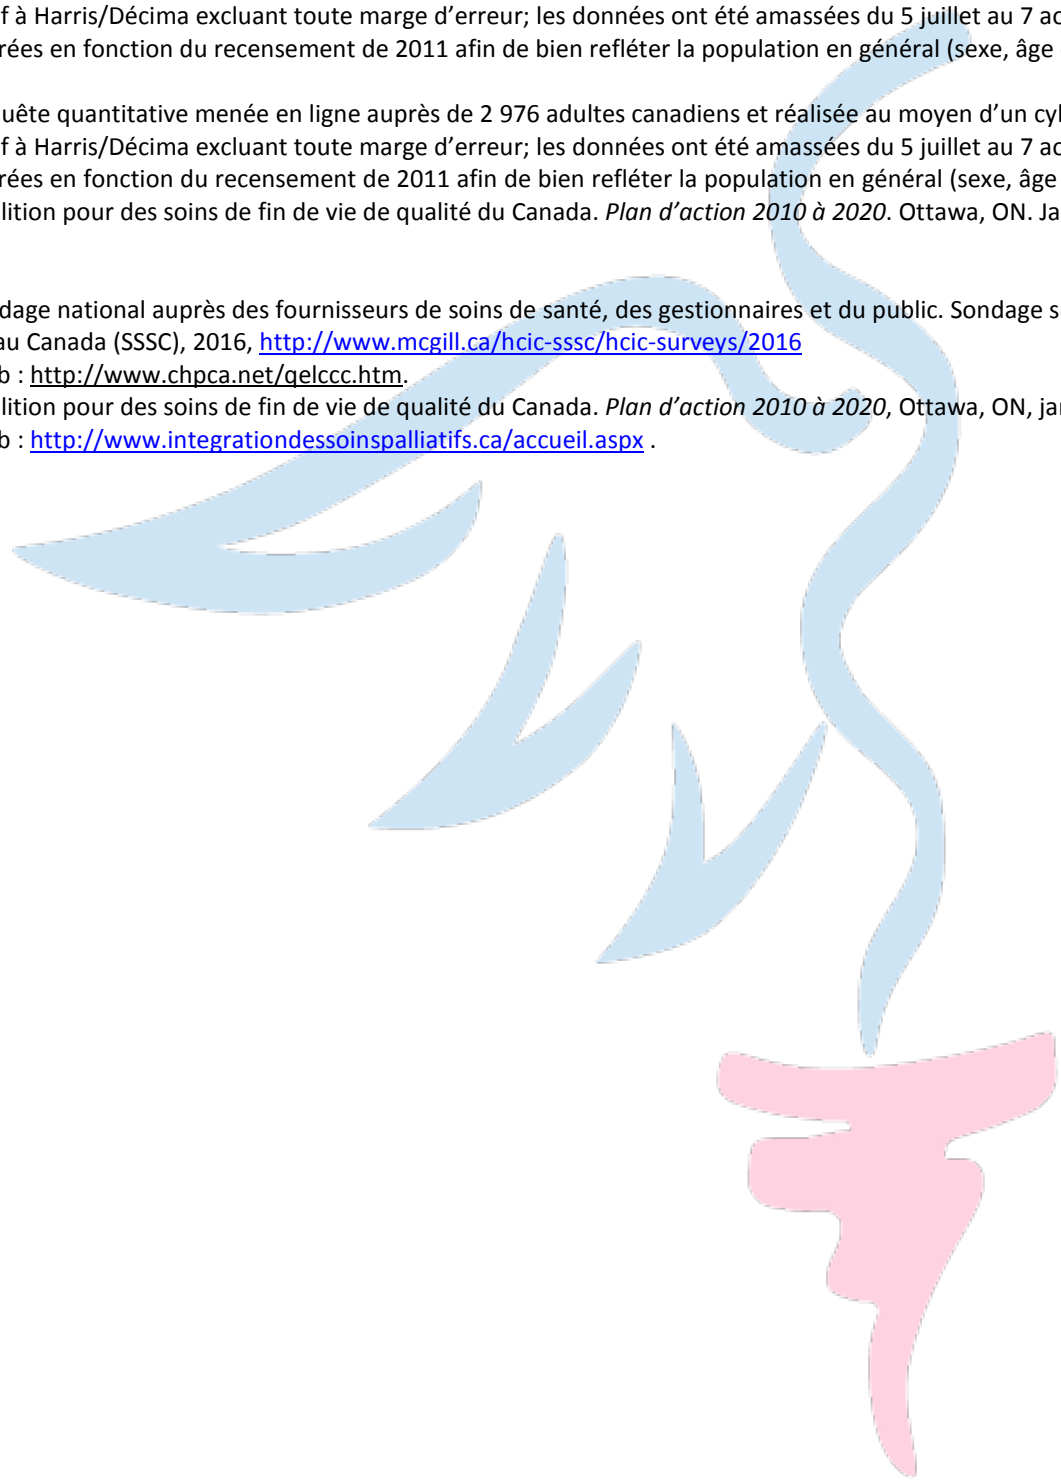 f à Harris/Décima excluant toute marge d’erreur; les données ont été amassées du 5 juillet au 7 ao
rées en fonction du recensement de 2011 afin de bien refléter la population en général (sexe, âge
uête quantitative menée en ligne auprès de 2 976 adultes canadiens et réalisée au moyen d’un cyb
f à Harris/Décima excluant toute marge d’erreur; les données ont été amassées du 5 juillet au 7 ao
rées en fonction du recensement de 2011 afin de bien refléter la population en général (sexe, âge
lition pour des soins de fin de vie de qualité du Canada. Plan d’action 2010 à 2020. Ottawa, ON. Ja
dage national auprès des fournisseurs de soins de santé, des gestionnaires et du public. Sondage s
au Canada (SSSC), 2016, http://www.mcgill.ca/hcic-sssc/hcic-surveys/2016
b : http://www.chpca.net/qelccc.htm.
lition pour des soins de fin de vie de qualité du Canada. Plan d’action 2010 à 2020, Ottawa, ON, jan
b : http://www.integrationdessoinspalliatifs.ca/accueil.aspx .